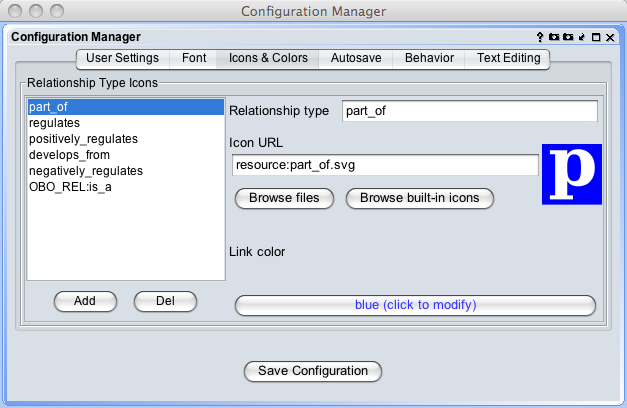 Configuration Manager
Configuration Manager
User Settings Font Icons & Colors Autosave Behavior Text Editing
Relationship Type Icons
part_of
regulates
positively_regulates
develops_from
negatively_regulates
OBO_REL:is_a
Add Del
Relationship type part_of
Icon URL
resource:part_of.svg
p
Browse files Browse built-in icons
Link color
blue (click to modify)
Save Configuration